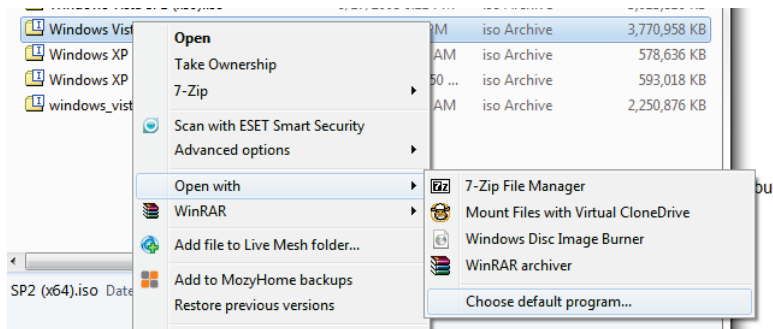 Windows Vist PM iso Archive 3,770,958 KB
Windows XP AM iso Archive 578,636 KB
Windows XP 50 ... iso Archive 593,018 KB
windows_vist AM iso Archive 2,250,876 KB
Open
Take Ownership
7-Zip
Scan with ESET Smart Security
Advanced options
Open with
WinRAR
Add file to Live Mesh folder...
Add to MozyHome backups
Restore previous versions
7-Zip File Manager
Mount Files with Virtual CloneDrive
Windows Disc Image Burner
WinRAR archiver
Choose default program...
bu
SP2 (x64).iso Date